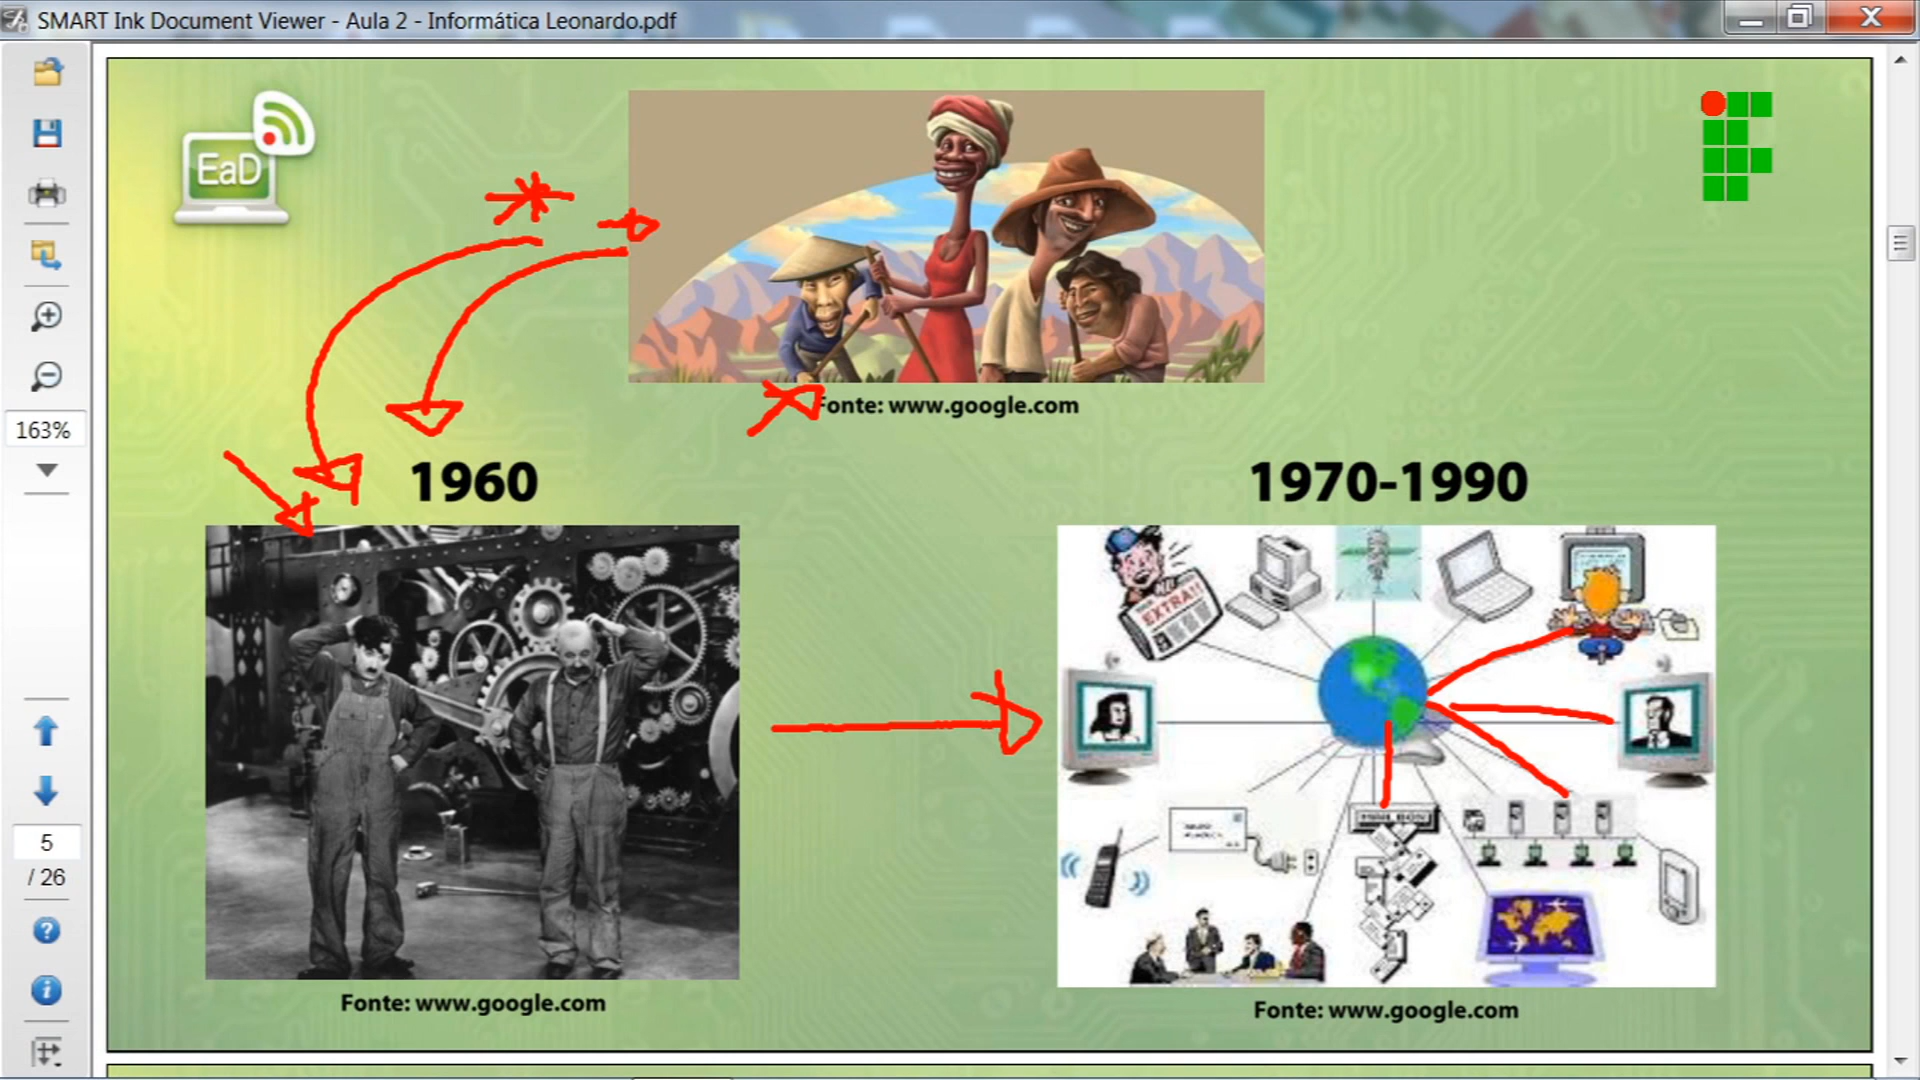 SMART Ink Document Viewer - Aula 2 - Informática Leonardo.pdf
EaD
Fonte: www.google.com
163%
1960
1970-1990
EXTRA!!
5
/ 26
Fonte: www.google.com
Fonte: www.google.com